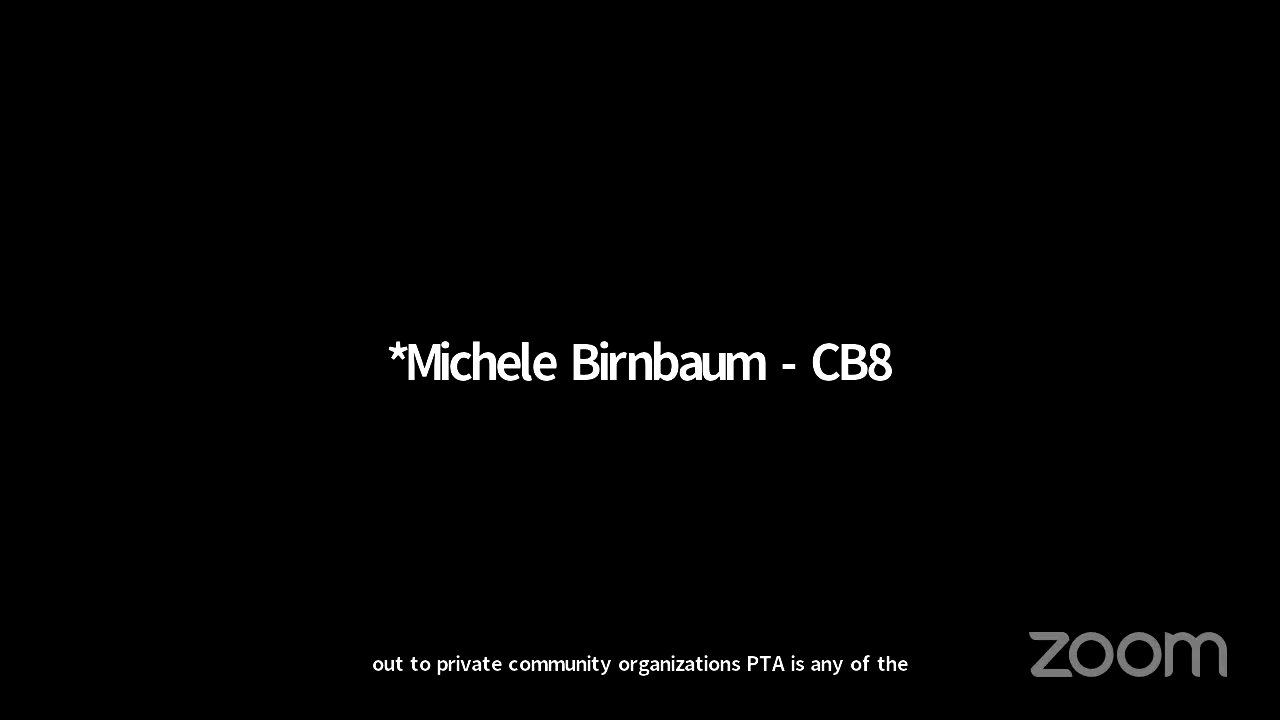 *Michele Birnbaum - CB8
out to private community organizations PTA is any of the
zoom